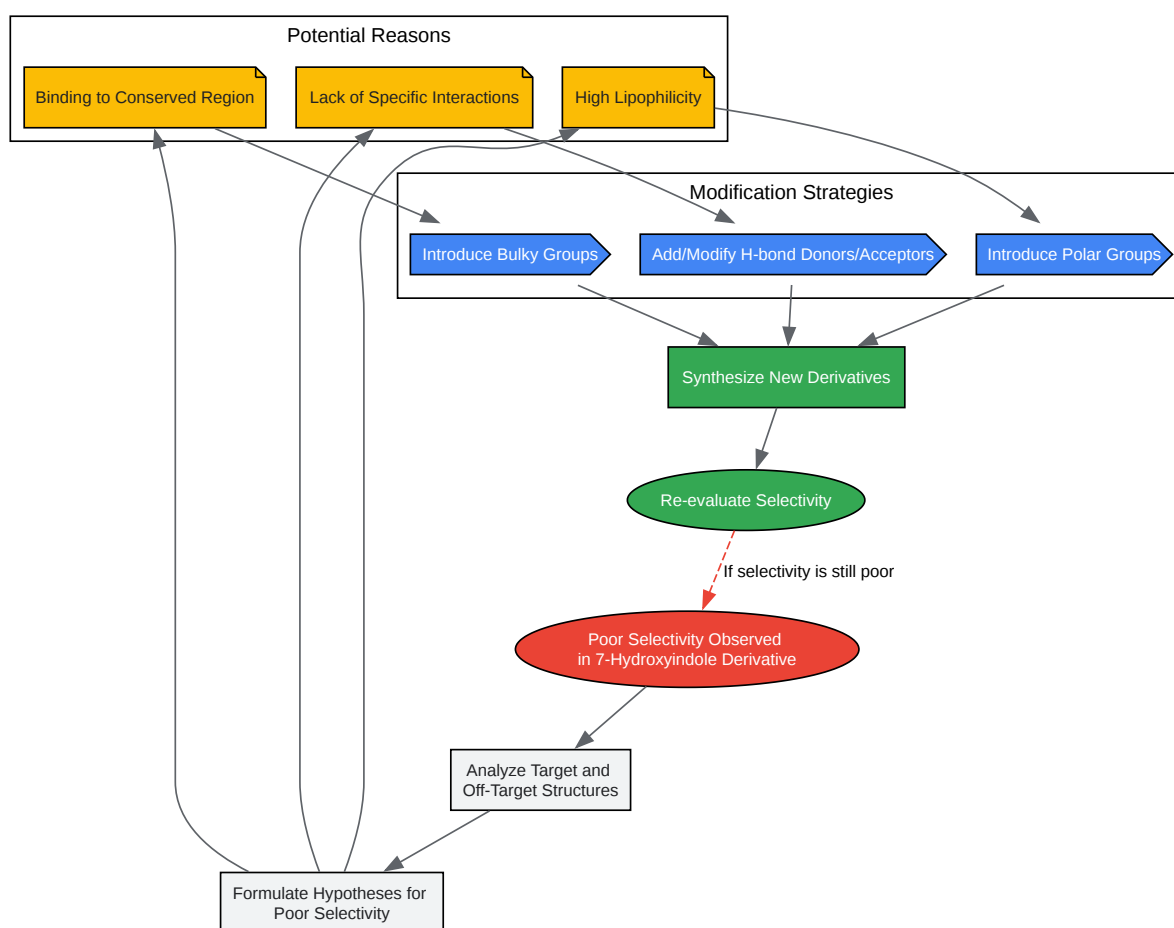 Potential Reasons
Binding to Conserved Region
Lack of Specific Interactions
High Lipophilicity
Modification Strategies
Introduce Bulky Groups
Add/Modify H-bond Donors/Acceptors
Introduce Polar Groups
Synthesize New Derivatives
Re-evaluate Selectivity
If selectivity is still poor
Poor Selectivity Observed
in 7-Hydroxyindole Derivative
Analyze Target and
Off-Target Structures
Formulate Hypotheses for
Poor Selectivity